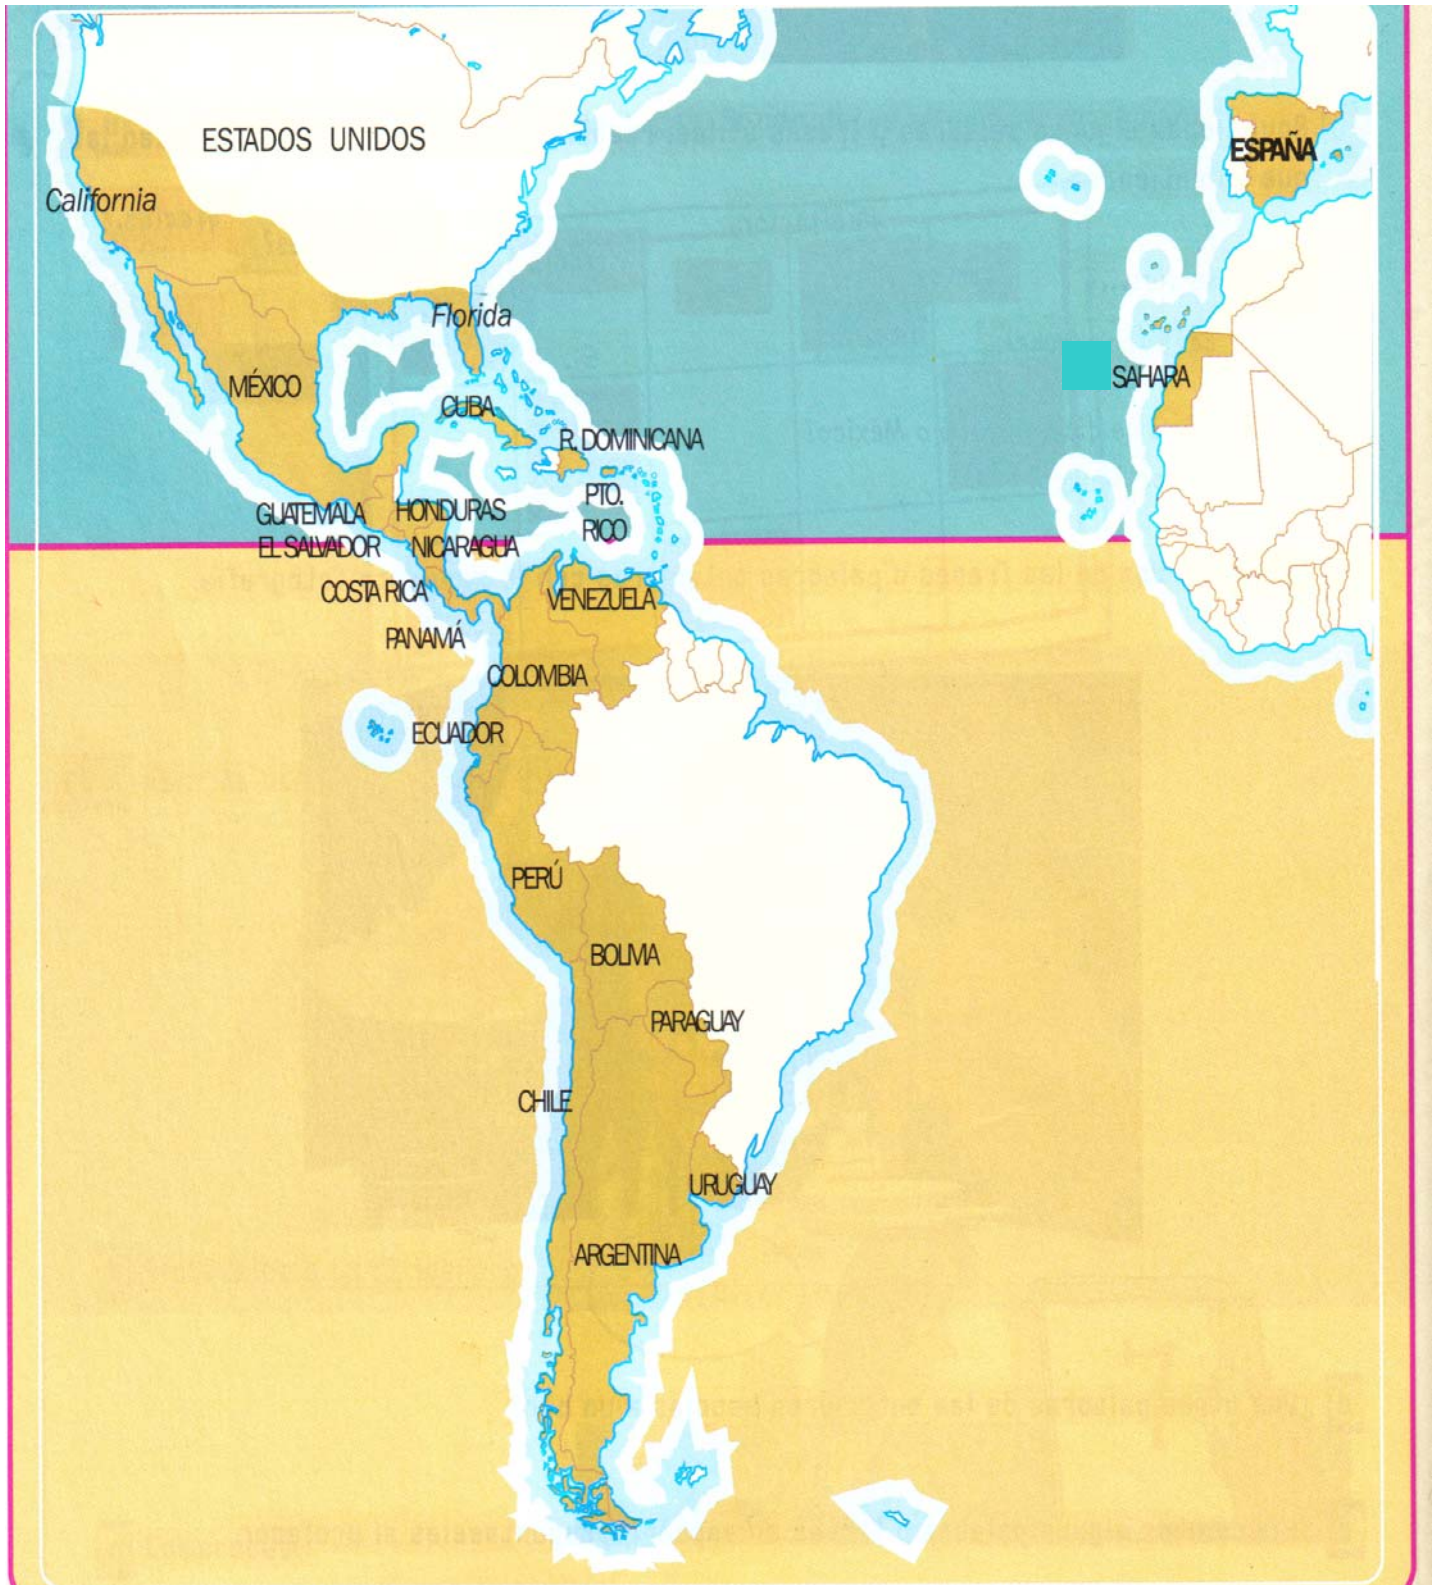 ESTADOS UNIDOS
ESPAÑA
California
Florida
MÉXICO
SAHARA
CUBA
R. DOMINICANA
PTO.
RICO
GUATEMALA
HONDURAS
EL SALVADOR
NICARAGUA
COSTA RICA
VENEZUELA
PANAMÁ
COLOMBIA
ECUADOR
PERÚ
BOLIVIA
PARAGUAY
CHILE
URUGUAY
ARGENTINA